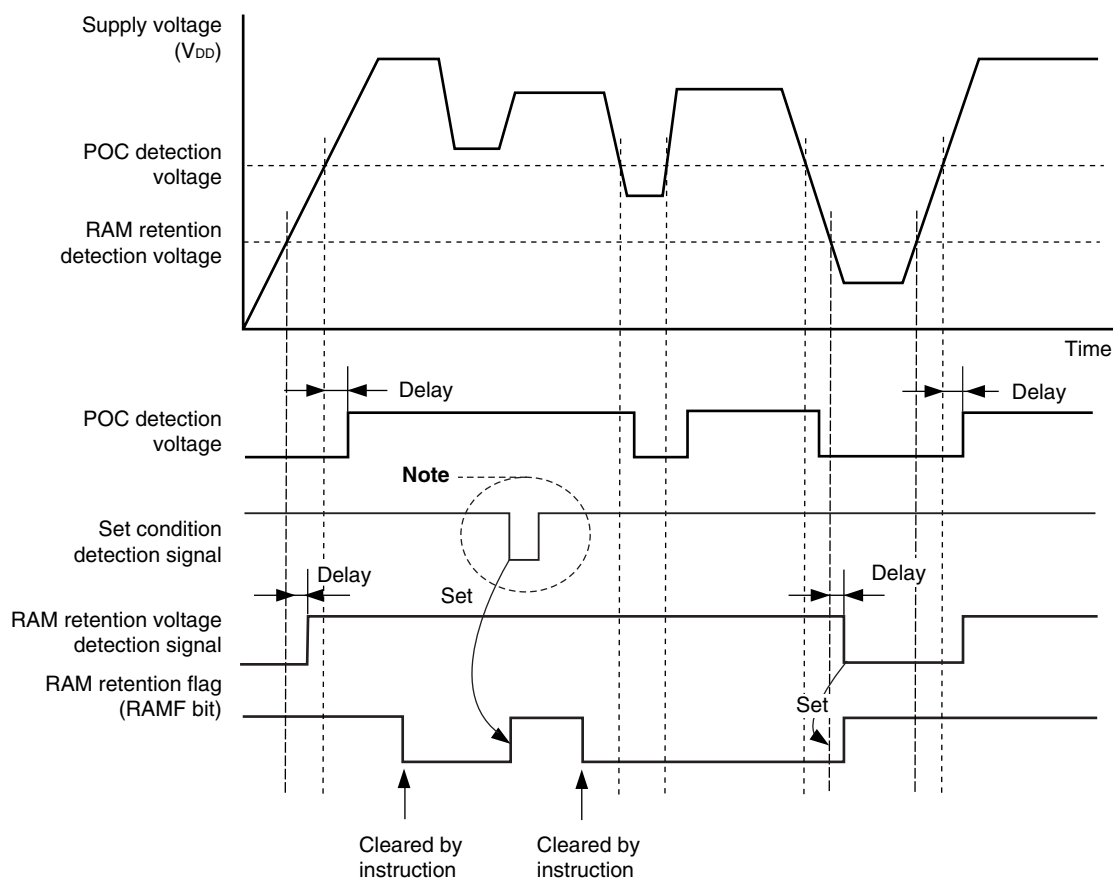 Supply voltage
(VDD)
POC detection
voltage
RAM retention
detection voltage
Time
Delay
Delay
POC detection
voltage
Note
Set condition
detection signal
Delay
Delay
Set
RAM retention voltage
detection signal
RAM retention flag
(RAMF bit)
Set
Cleared by
instruction
Cleared by
instruction